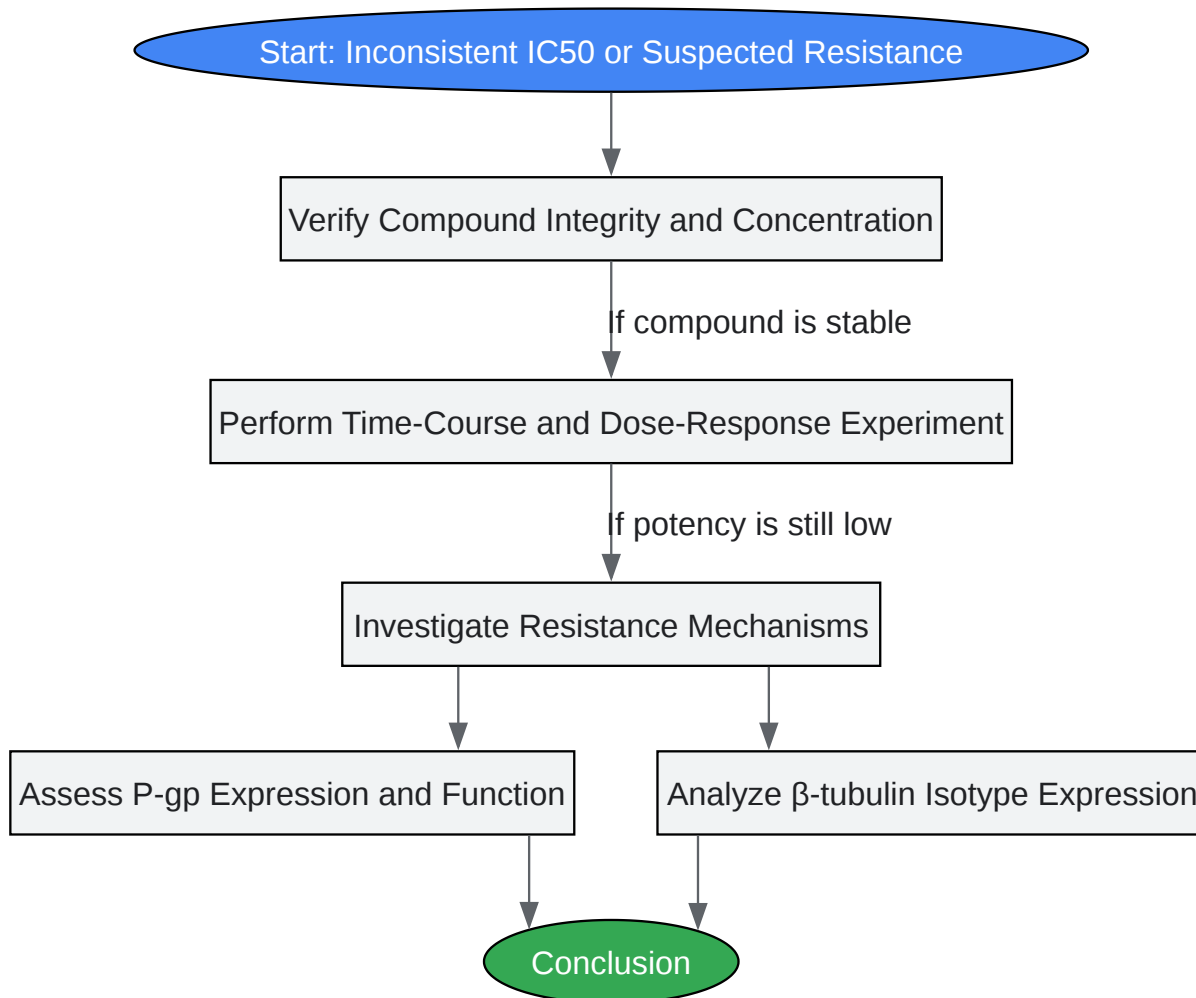 Start: Inconsistent IC50 or Suspected Resistance
Verify Compound Integrity and Concentration
If compound is stable
Perform Time-Course and Dose-Response Experiment
If potency is still low
Investigate Resistance Mechanisms
Assess P-gp Expression and Function
Analyze β-tubulin Isotype Expression
Conclusion